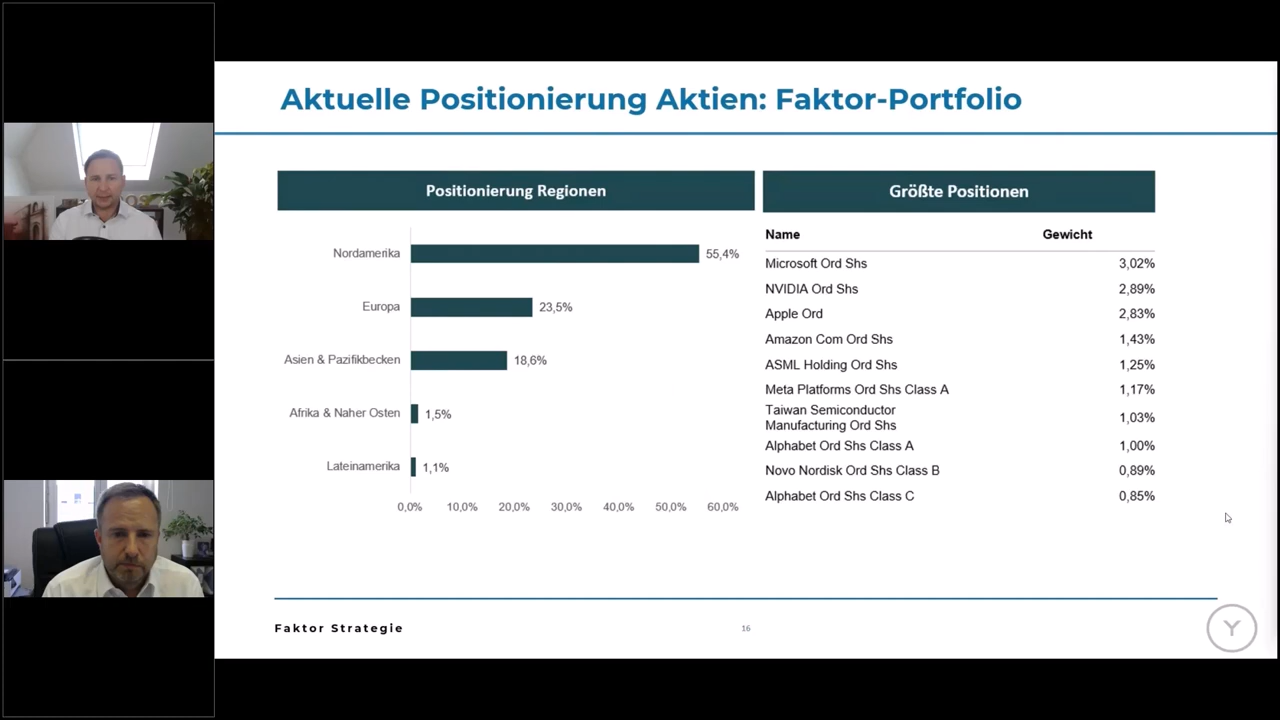 Aktuelle Positionierung Aktien: Faktor-Portfolio
Positionierung Regionen
Nordamerika 55,4%
Europa 23,5%
Asien & Pazifikbecken 18,6%
Afrika & Naher Osten 1,5%
Lateinamerika 1,1%
0,0% 10,0% 20,0% 30,0% 40,0% 50,0% 60,0%
Größte Positionen
Name Gewicht
Microsoft Ord Shs 3,02%
NVIDIA Ord Shs 2,89%
Apple Ord 2,83%
Amazon Com Ord Shs 1,43%
ASML Holding Ord Shs 1,25%
Meta Platforms Ord Shs Class A 1,17%
Taiwan Semiconductor
Manufacturing Ord Shs 1,03%
Alphabet Ord Shs Class A 1,00%
Novo Nordisk Ord Shs Class B 0,89%
Alphabet Ord Shs Class C 0,85%
Faktor Strategie
16
Y